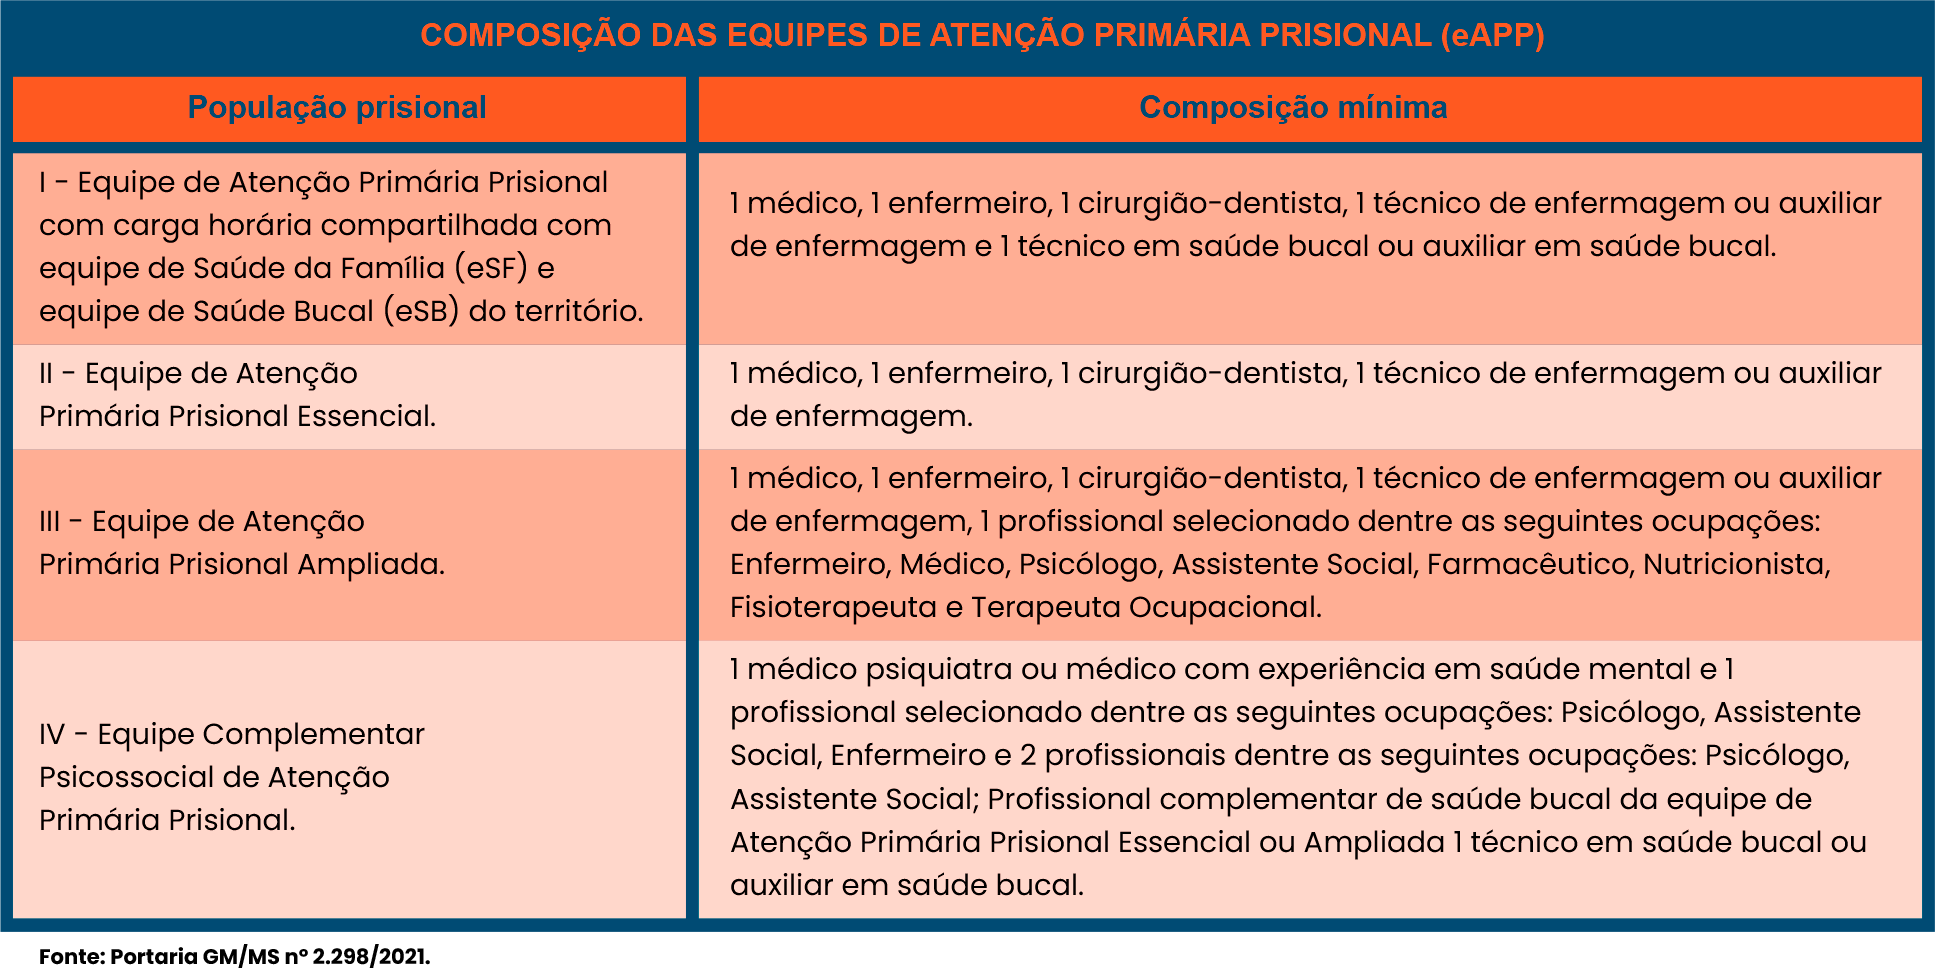 COMPOSIÇÃO DAS EQUIPES DE ATENÇÃO PRIMÁRIA PRISIONAL (eAPP)
População prisional
Composição mínima
I - Equipe de Atenção Primária Prisional
com carga horária compartilhada com
equipe de Saúde da Família (eSF) e
equipe de Saúde Bucal (eSB) do território.
1 médico, 1 enfermeiro, 1 cirurgião-dentista, 1 técnico de enfermagem ou auxiliar
de enfermagem e 1 técnico em saúde bucal ou auxiliar em saúde bucal.
II - Equipe de Atenção
Primária Prisional Essencial.
1 médico, 1 enfermeiro, 1 cirurgião-dentista, 1 técnico de enfermagem ou auxiliar
de enfermagem.
III - Equipe de Atenção
Primária Prisional Ampliada.
1 médico, 1 enfermeiro, 1 cirurgião-dentista, 1 técnico de enfermagem ou auxiliar
de enfermagem, 1 profissional selecionado dentre as seguintes ocupações:
Enfermeiro, Médico, Psicólogo, Assistente Social, Farmacêutico, Nutricionista,
Fisioterapeuta e Terapeuta Ocupacional.
IV - Equipe Complementar
Psicossocial de Atenção
Primária Prisional.
1 médico psiquiatra ou médico com experiência em saúde mental e 1
profissional selecionado dentre as seguintes ocupações: Psicólogo, Assistente
Social, Enfermeiro e 2 profissionais dentre as seguintes ocupações: Psicólogo,
Assistente Social; Profissional complementar de saúde bucal da equipe de
Atenção Primária Prisional Essencial ou Ampliada 1 técnico em saúde bucal ou
auxiliar em saúde bucal.
Fonte: Portaria GM/MS nº 2.298/2021.